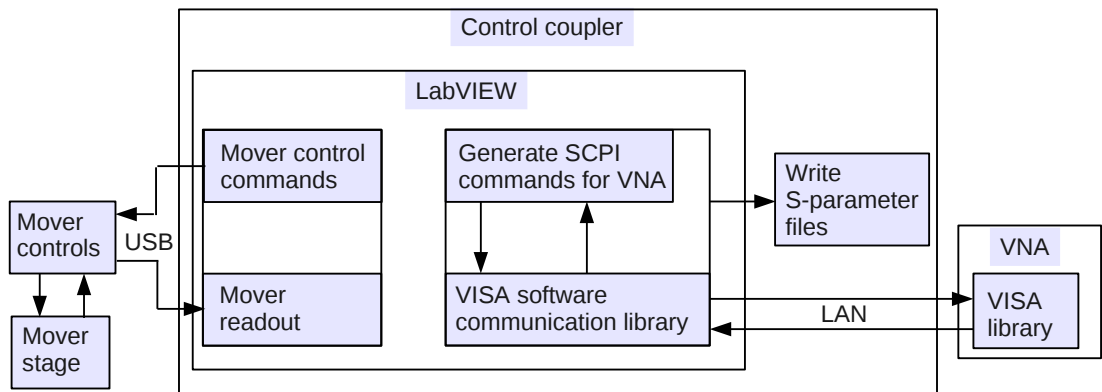 Control coupler
LabVIEW
Mover control
commands
Generate SCPI
commands for VNA
Write
S-parameter
files
Mover
controls
USB
Mover
readout
VISA software
communication library
LAN
VNA
VISA
library
Mover
stage